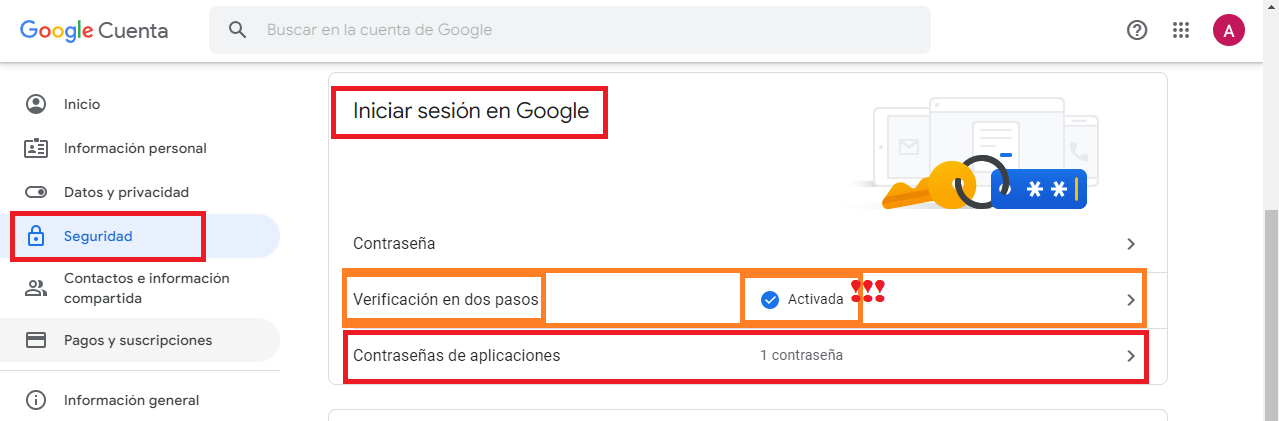 Google Cuenta
Buscar en la cuenta de Google
A
Inicio
Información personal
Datos y privacidad
Seguridad
Contactos e información
compartida
Pagos y suscripciones
Información general
Iniciar sesión en Google
**
Contraseña
Verificación en dos pasos Activada !!!
Contraseñas de aplicaciones 1 contraseña